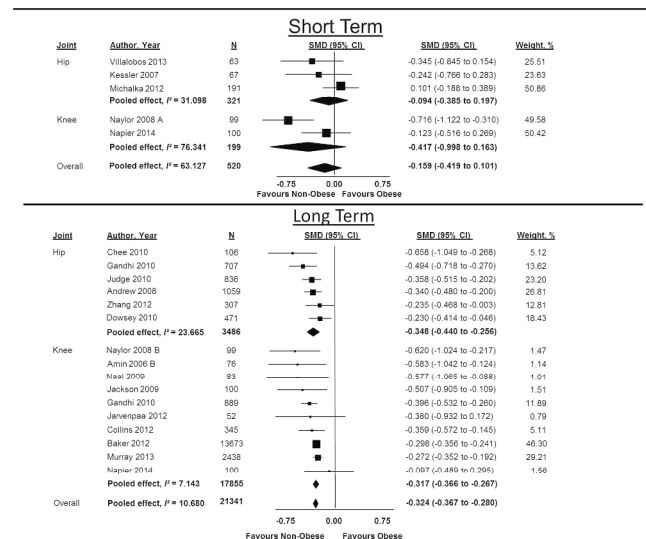 Short Term
Joint Author, Year N SMD (95% CI) SMD (95% CI) Weight, %
Hip Villalobos 2013 63 -0.345 (-0.845 to 0.154) 25.51
Kessler 2007 67 -0.242 (-0.766 to 0.283) 23.63
Michalka 2012 191 0.101 (-0.188 to 0.389) 50.86
Pooled effect, I² = 31.098 321 -0.094 (-0.385 to 0.197)
Knee Naylor 2008 A 99 -0.716 (-1.122 to -0.310) 49.58
Napier 2014 100 -0.123 (-0.516 to 0.269) 50.42
Pooled effect, I² = 76.341 199 -0.417 (-0.998 to 0.163)
Overall Pooled effect, I² = 63.127 520 -0.159 (-0.419 to 0.101)
-0.75 0.00 0.75
Favours Non-Obese Favours Obese
Long Term
Joint Author, Year N SMD (95% CI) SMD (95% CI) Weight, %
Hip Chee 2010 106 -0.658 (-1.049 to -0.268) 5.12
Gandhi 2010 707 -0.494 (-0.718 to -0.270) 13.62
Judge 2010 836 -0.358 (-0.515 to -0.202) 23.20
Andrew 2008 1059 -0.340 (-0.480 to -0.200) 26.81
Zhang 2012 307 -0.235 (-0.468 to -0.003) 12.81
Dowsey 2010 471 -0.230 (-0.414 to -0.046) 18.43
Pooled effect, I² = 23.665 3486 -0.348 (-0.440 to -0.256)
Knee Naylor 2008 B 99 -0.620 (-1.024 to -0.217) 1.47
Amin 2006 B 76 -0.583 (-1.042 to -0.124) 1.14
Naal 2009 83 -0.577 (-1.065 to -0.088) 1.01
Jackson 2009 100 -0.507 (-0.905 to -0.109) 1.51
Gandhi 2010 889 -0.396 (-0.532 to -0.260) 11.89
Jarvenpaa 2012 52 -0.380 (-0.932 to 0.172) 0.79
Collins 2012 345 -0.359 (-0.572 to -0.145) 5.11
Baker 2012 13673 -0.298 (-0.356 to -0.241) 46.30
Murray 2013 2438 -0.272 (-0.352 to -0.192) 29.21
Napier 2014 100 -0.097 (-0.489 to 0.295) 1.56
Pooled effect, I² = 7.143 17855 -0.317 (-0.366 to -0.267)
Overall Pooled effect, I² = 10.680 21341 -0.324 (-0.367 to -0.280)
-0.75 0.00 0.75
Favours Non-Obese Favours Obese